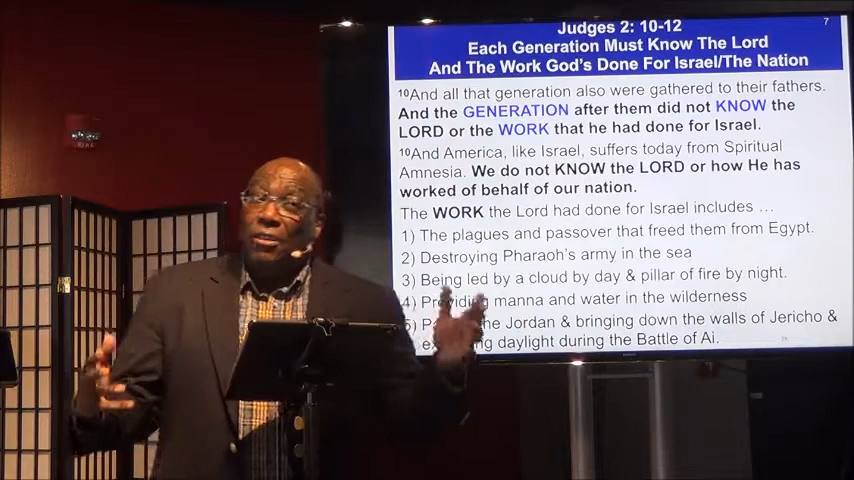 Judges 2: 10-12
7
Each Generation Must Know The Lord
And The Work God's Done For Israel/The Nation
10And all that generation also were gathered to their fathers.
And the GENERATION after them did not KNOW the
LORD or the WORK that he had done for Israel.
10And America, like Israel, suffers today from Spiritual
Amnesia. We do not KNOW the LORD or how He has
worked of behalf of our nation.
The WORK the Lord had done for Israel includes …
1) The plagues and passover that freed them from Egypt.
2) Destroying Pharaoh's army in the sea
3) Being led by a cloud by day & pillar of fire by night.
4) Providing manna and water in the wilderness
the Jordan & bringing down the walls of Jericho &
daylight during the Battle of Ai.